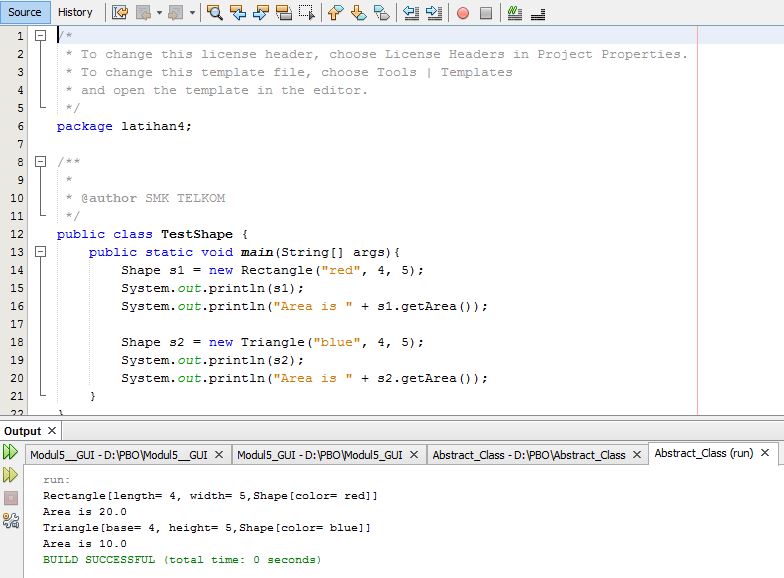 Source History
1 /*
2 * To change this license header, choose License Headers in Project Properties.
3 * To change this template file, choose Tools | Templates
4 * and open the template in the editor.
5 */
6 package latihan4;
7
8 /**
9 *
10 * @author SMK TELKOM
11 */
12 public class TestShape {
13 public static void main(String[] args){
14 Shape s1 = new Rectangle("red", 4, 5);
15 System.out.println(s1);
16 System.out.println("Area is " + s1.getArea());
17
18 Shape s2 = new Triangle("blue", 4, 5);
19 System.out.println(s2);
20 System.out.println("Area is " + s2.getArea());
21 }
22 }
Output
Modul5__GUI - D:\PBO\Modul5__GUI Modul5_GUI - D:\PBO\Modul5_GUI Abstract_Class - D:\PBO\Abstract_Class Abstract_Class (run)
run:
Rectangle[length= 4, width= 5,Shape[color= red]]
Area is 20.0
Triangle[base= 4, height= 5,Shape[color= blue]]
Area is 10.0
BUILD SUCCESSFUL (total time: 0 seconds)